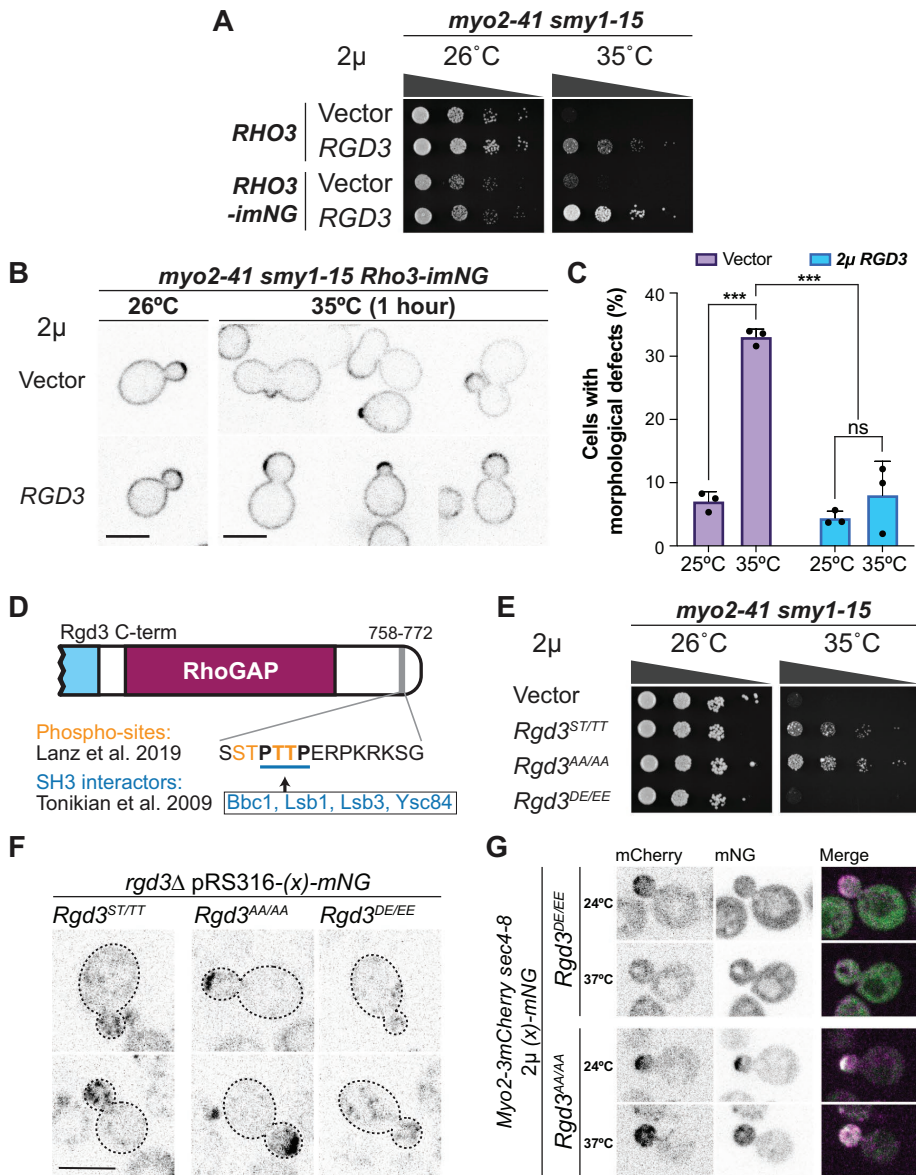 A
myo2-41 smy1-15
2µ
26˚C
35˚C
RHO3
Vector
RGD3
RHO3
-imNG
Vector
RGD3
B
myo2-41 smy1-15 Rho3-imNG
26ºC
35ºC (1 hour)
2µ
Vector
RGD3
C
Vector
2µ RGD3
***
***
ns
Cells with
morphological defects (%)
40
30
20
10
0
25ºC
35ºC
25ºC
35ºC
D
Rgd3 C-term
758-772
RhoGAP
Phospho-sites:
Lanz et al. 2019
SSTPTTPERPKRKSG
SH3 interactors:
Tonikian et al. 2009
Bbc1, Lsb1, Lsb3, Ysc84
E
myo2-41 smy1-15
2µ
26˚C
35˚C
Vector
Rgd3ST/TT
Rgd3AA/AA
Rgd3DE/EE
F
rgd3Δ pRS316-(x)-mNG
Rgd3ST/TT
Rgd3AA/AA
Rgd3DE/EE
G
mCherry
mNG
Merge
Myo2-3mCherry sec4-8
2µ (x)-mNG
Rgd3DE/EE
24ºC
37ºC
Rgd3AA/AA
24ºC
37ºC